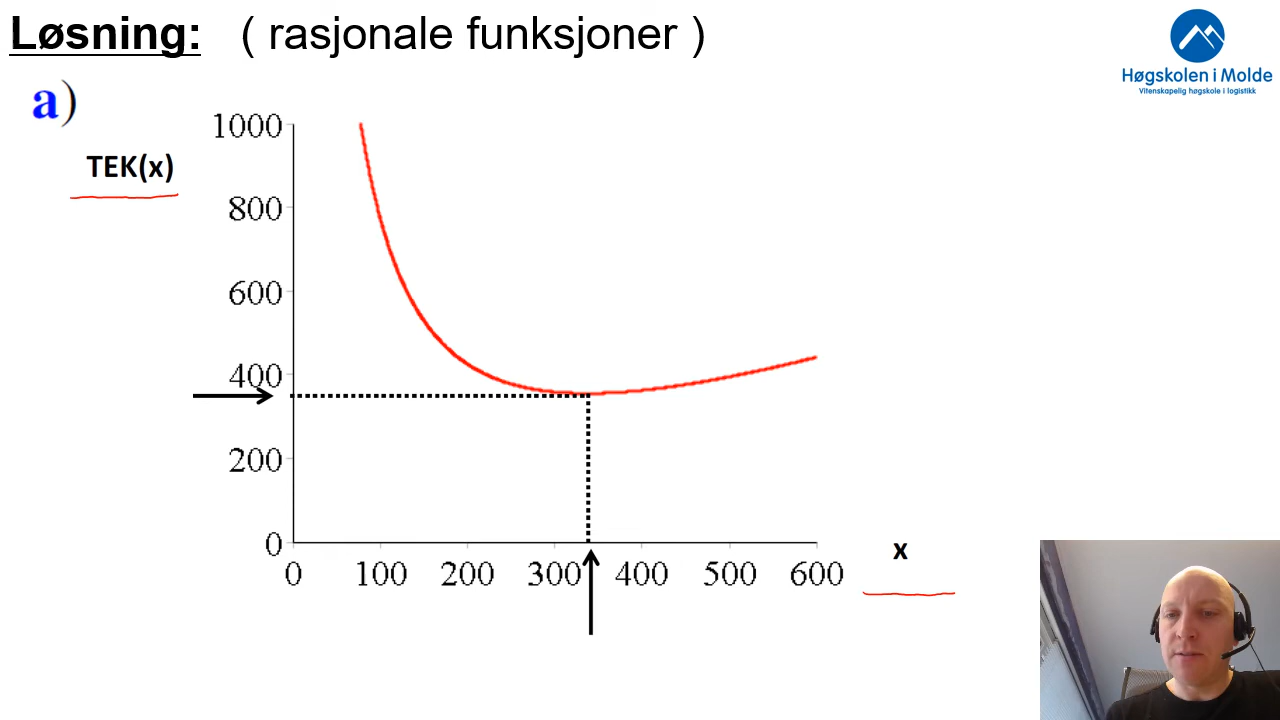 Løsning: ( rasjonale funksjoner )
Høgskolen i Molde
Vitenskapelig høgskole i logistikk
a)
TEK(x)
1000
800
600
400
200
0
0 100 200 300 400 500 600
x